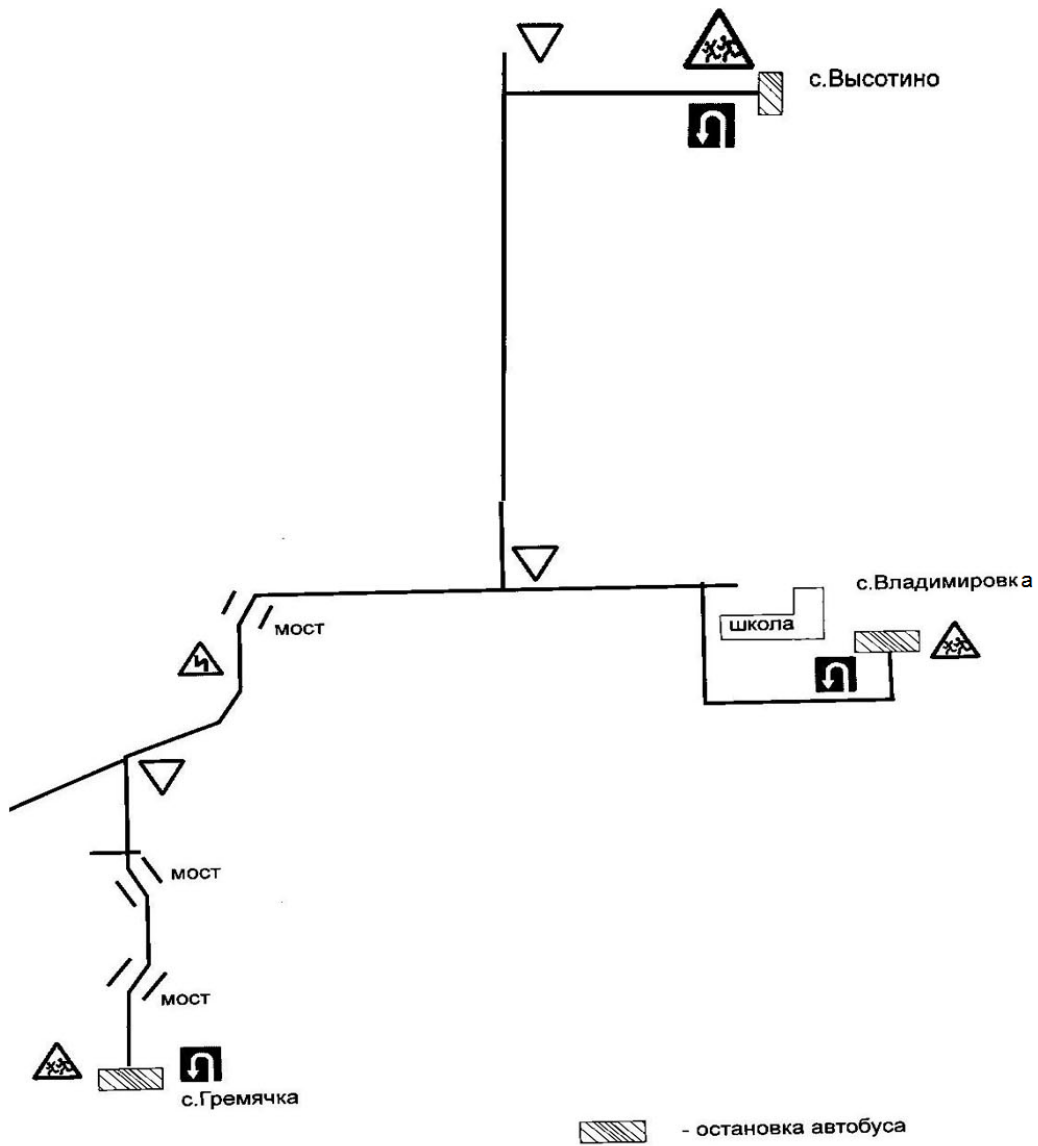 с.Высотино
с.Владимировка
школа
мост
мост
мост
с.Гремячка
- остановка автобуса